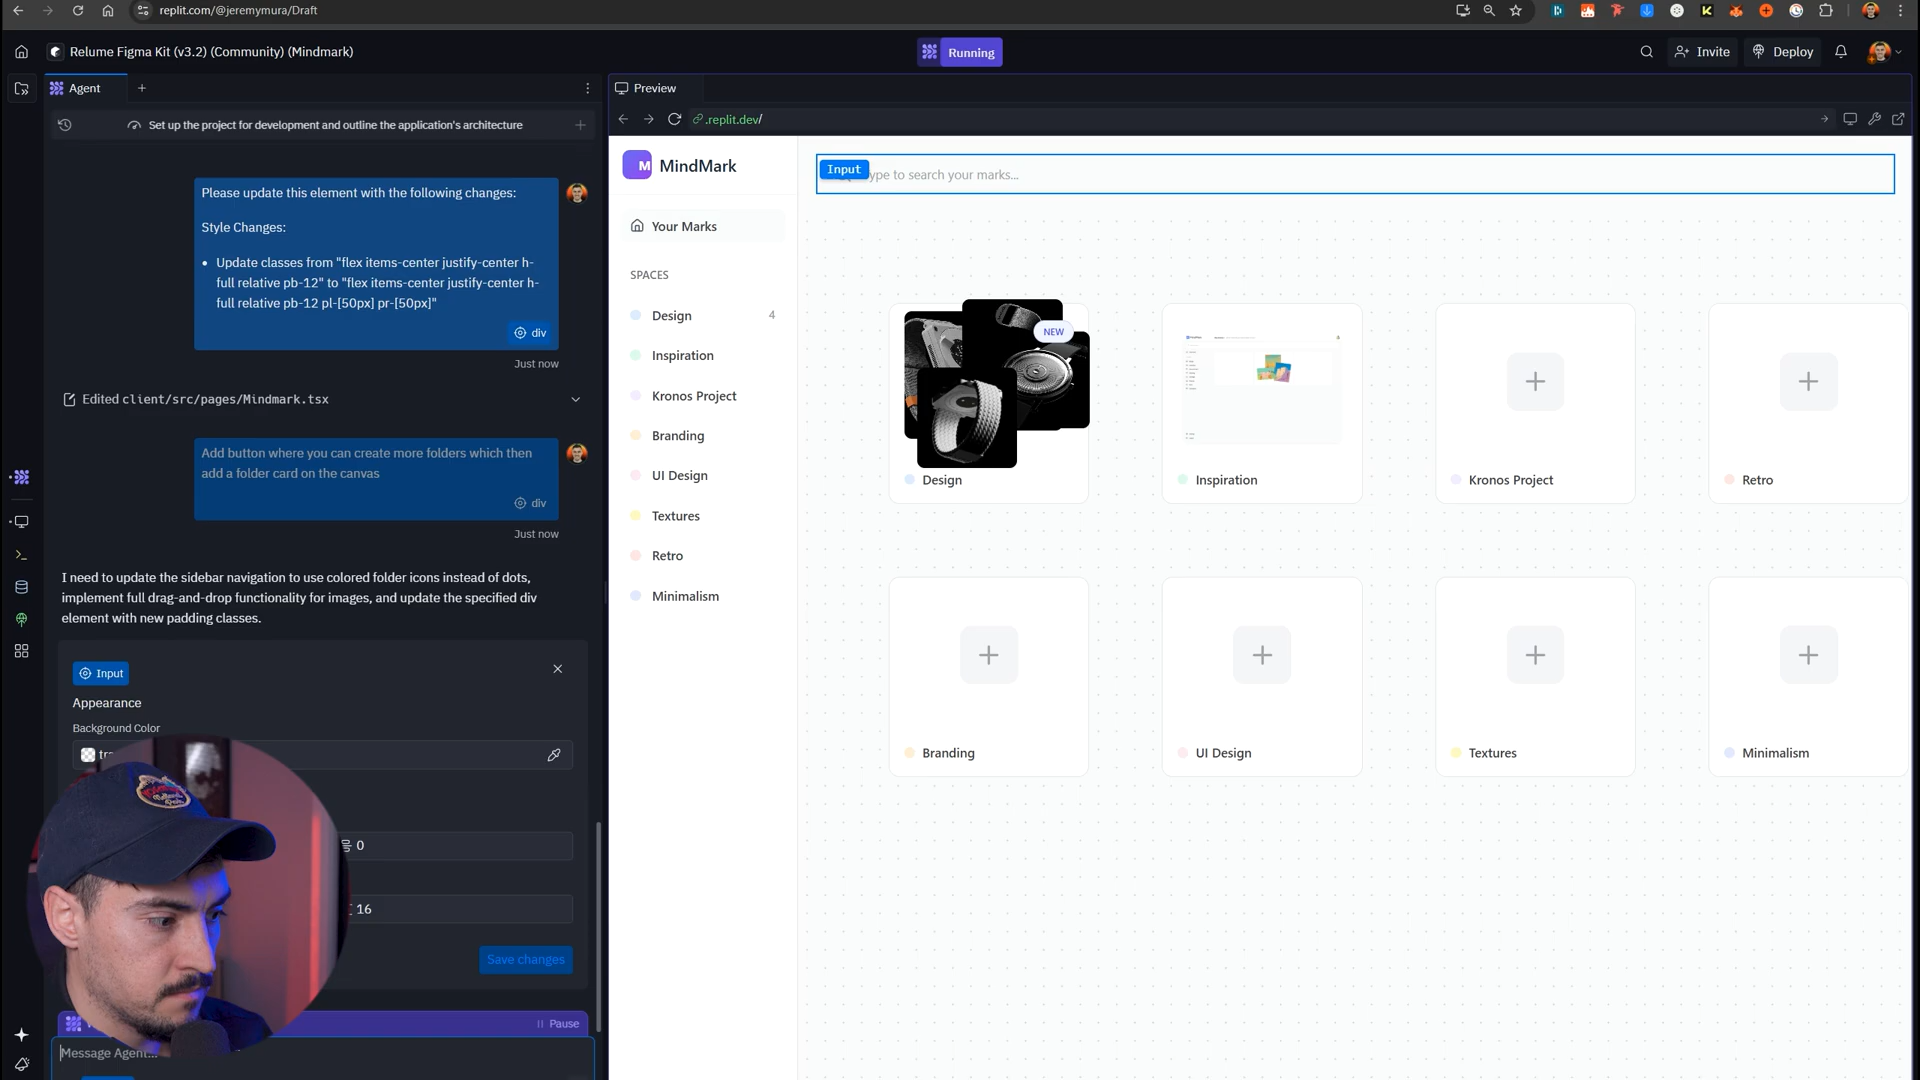 replit.com/@jeremymura/Draft
Relume Figma Kit (v3.2) (Community) (Mindmark)
Running
Invite
Deploy
Agent
Preview
Set up the project for development and outline the application's architecture
.replit.dev/
Please update this element with the following changes:
Style Changes:
• Update classes from "flex items-center justify-center h-
full relative pb-12" to "flex items-center justify-center h-
full relative pb-12 pl-[50px] pr-[50px]"
div
Just now
Edited client/src/pages/Mindmark.tsx
Add button where you can create more folders which then
add a folder card on the canvas
div
Just now
I need to update the sidebar navigation to use colored folder icons instead of dots,
implement full drag-and-drop functionality for images, and update the specified div
element with new padding classes.
Input
Appearance
Background Color
0
16
Save changes
Pause
Message Agent...
M MindMark
Your Marks
SPACES
Design 4
Inspiration
Kronos Project
Branding
UI Design
Textures
Retro
Minimalism
Input
to search your marks...
NEW
Design
Inspiration
Kronos Project
Retro
Branding
UI Design
Textures
Minimalism